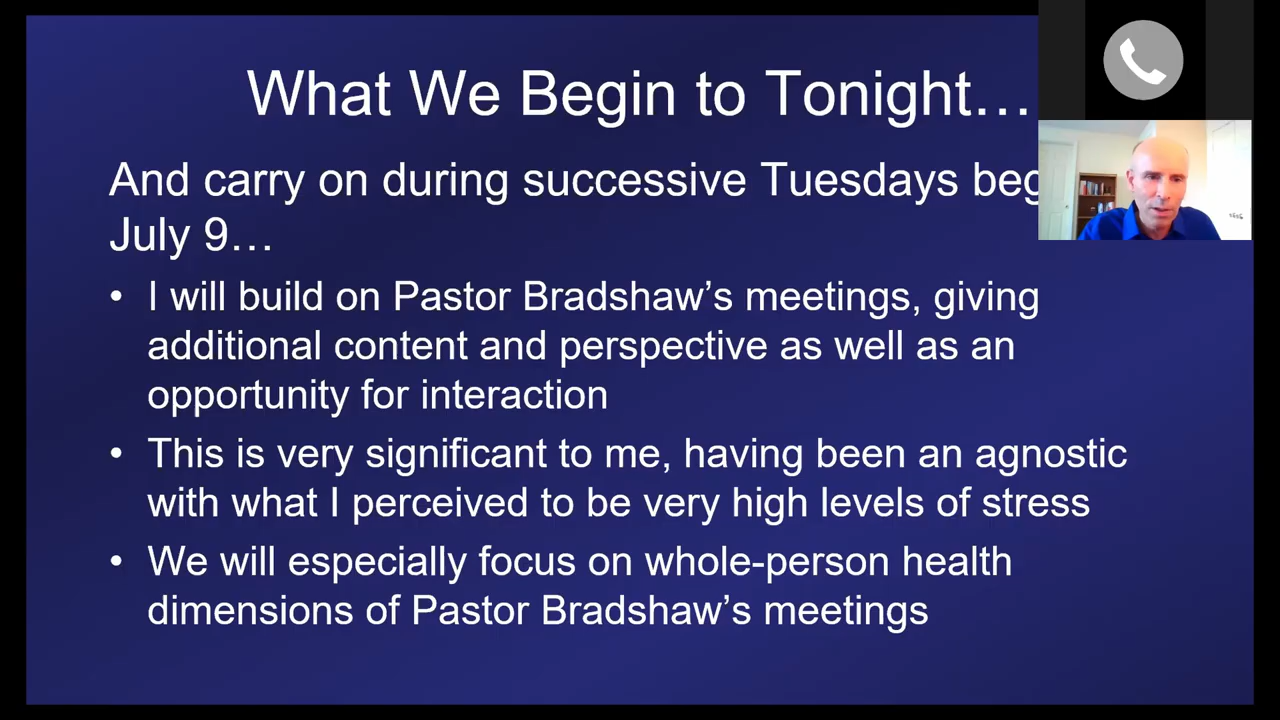 What We Begin to Tonight…
And carry on during successive Tuesdays
July 9…
• I will build on Pastor Bradshaw’s meetings, giving
additional content and perspective as well as an
opportunity for interaction
• This is very significant to me, having been an agnostic
with what I perceived to be very high levels of stress
• We will especially focus on whole-person health
dimensions of Pastor Bradshaw’s meetings